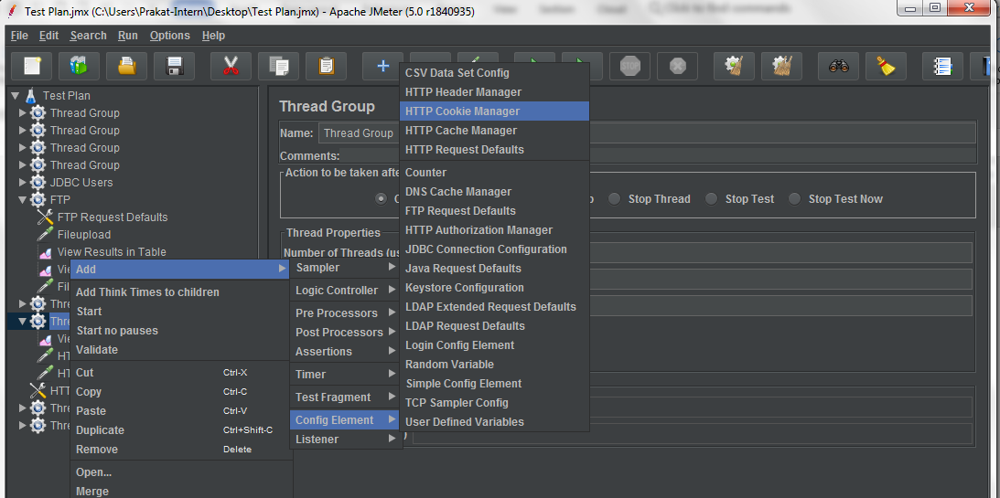 Test Plan.jmx (C:\Users\Prakat-Intern\Desktop\Test Plan.jmx) - Apache JMeter (5.0 r1840935)
File Edit Search Run Options Help
Test Plan
Thread Group
Thread Group
Thread Group
Thread Group
JDBC Users
FTP
FTP Request Defaults
Fileupload
View Results in Table
Vie
Fil
Thre
Thre
Vie
HT
HT
HTT
Thre
Thre
Thread Group
Name: Thread Group
Comments:
Action to be taken afte
C
p
Stop Thread
Stop Test
Stop Test Now
Thread Properties
Number of Threads (us
Add
Add Think Times to children
Start
Start no pauses
Validate
Cut Ctrl-X
Copy Ctrl-C
Paste Ctrl-V
Duplicate Ctrl+Shift-C
Remove Delete
Open...
Merge
Sampler
Logic Controller
Pre Processors
Post Processors
Assertions
Timer
Test Fragment
Config Element
Listener
CSV Data Set Config
HTTP Header Manager
HTTP Cookie Manager
HTTP Cache Manager
HTTP Request Defaults
Counter
DNS Cache Manager
FTP Request Defaults
HTTP Authorization Manager
JDBC Connection Configuration
Java Request Defaults
Keystore Configuration
LDAP Extended Request Defaults
LDAP Request Defaults
Login Config Element
Random Variable
Simple Config Element
TCP Sampler Config
User Defined Variables
)